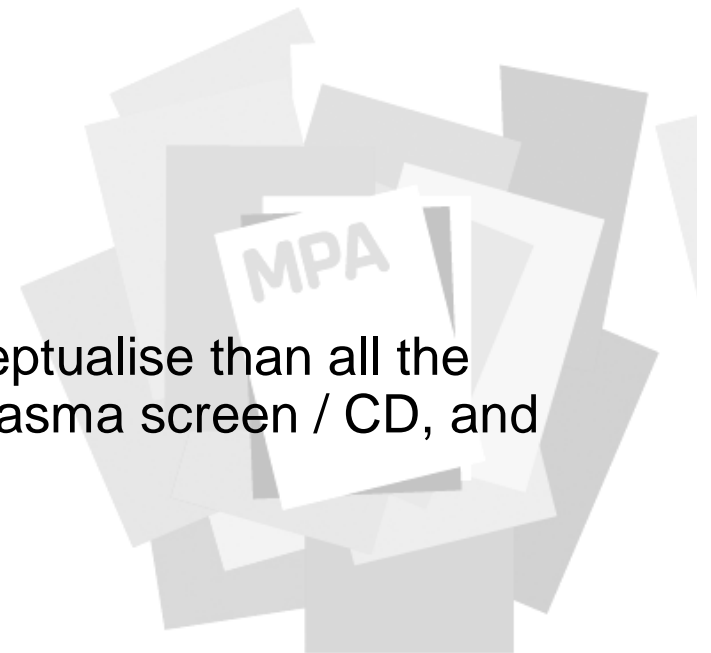 MPA
eptualise than all the
asma screen / CD, and